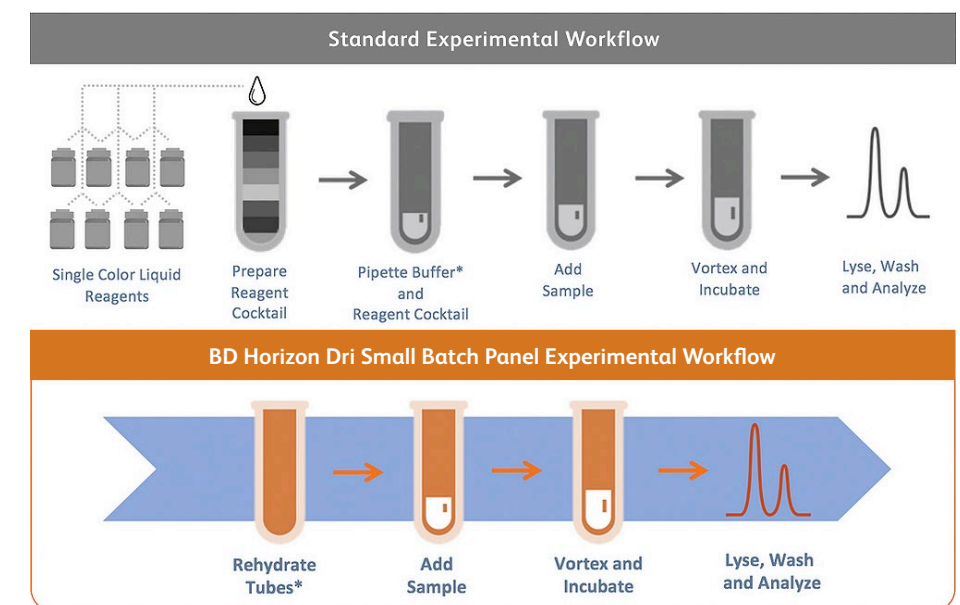 Standard Experimental Workflow
Single Color Liquid
Reagents
Prepare
Reagent
Cocktail
Pipette Buffer*
and
Reagent Cocktail
Add
Sample
Vortex and
Incubate
Lyse, Wash
and Analyze
BD Horizon Dri Small Batch Panel Experimental Workflow
Rehydrate
Tubes*
Add
Sample
Vortex and
Incubate
Lyse, Wash
and Analyze